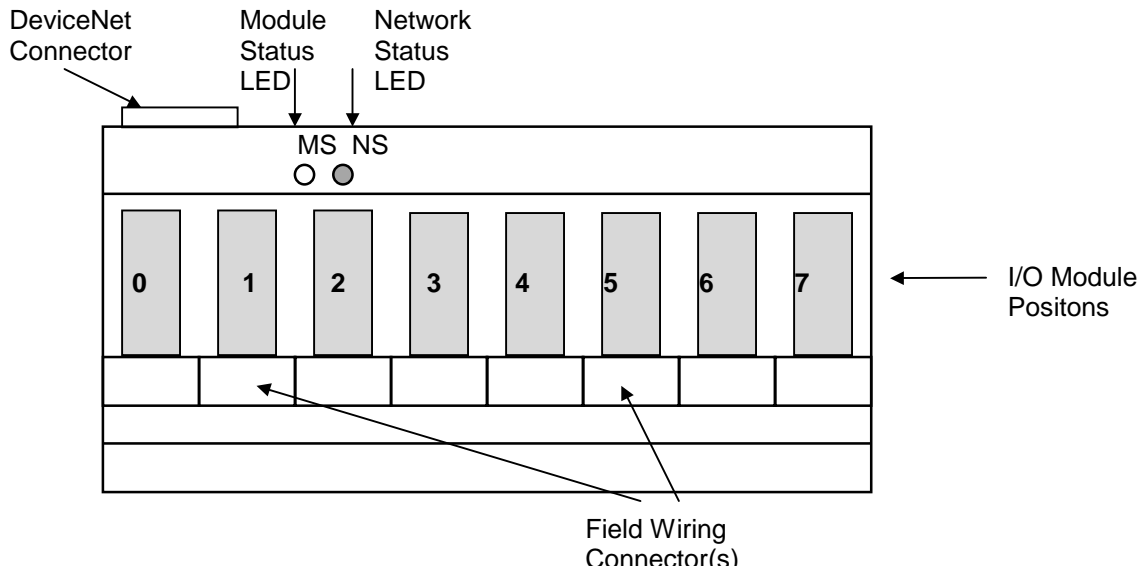 DeviceNet
Connector
Module
Status
LED
Network
Status
LED
MS NS
0 1 2 3 4 5 6 7
I/O Module
Positons
Field Wiring
Connector(s)